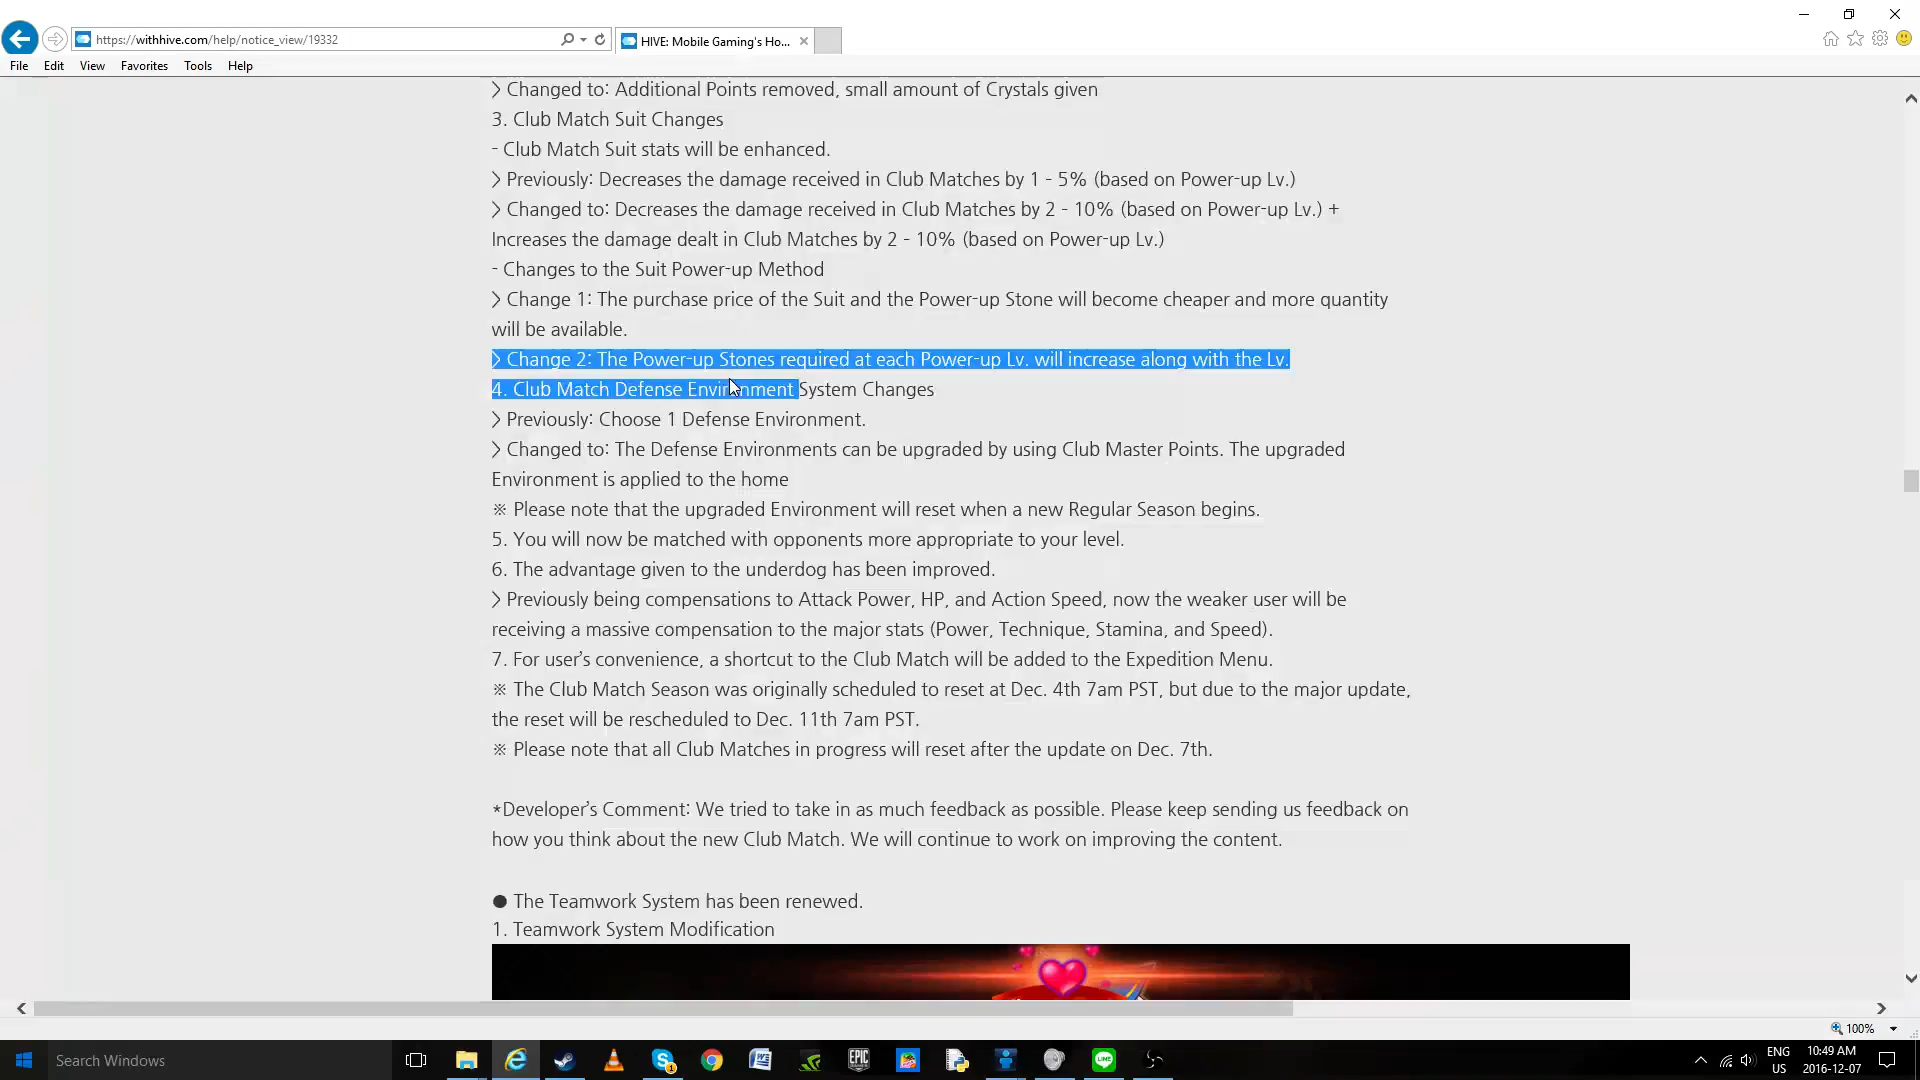 https://withhive.com/help/notice_view/19332
HIVE: Mobile Gaming's Ho...
File Edit View Favorites Tools Help
> Changed to: Additional Points removed, small amount of Crystals given
3. Club Match Suit Changes
- Club Match Suit stats will be enhanced.
> Previously: Decreases the damage received in Club Matches by 1 - 5% (based on Power-up Lv.)
> Changed to: Decreases the damage received in Club Matches by 2 - 10% (based on Power-up Lv.) +
Increases the damage dealt in Club Matches by 2 - 10% (based on Power-up Lv.)
- Changes to the Suit Power-up Method
> Change 1: The purchase price of the Suit and the Power-up Stone will become cheaper and more quantity
will be available.
> Change 2: The Power-up Stones required at each Power-up Lv. will increase along with the Lv.
4. Club Match Defense Environment System Changes
> Previously: Choose 1 Defense Environment.
> Changed to: The Defense Environments can be upgraded by using Club Master Points. The upgraded
Environment is applied to the home
※ Please note that the upgraded Environment will reset when a new Regular Season begins.
5. You will now be matched with opponents more appropriate to your level.
6. The advantage given to the underdog has been improved.
> Previously being compensations to Attack Power, HP, and Action Speed, now the weaker user will be
receiving a massive compensation to the major stats (Power, Technique, Stamina, and Speed).
7. For user's convenience, a shortcut to the Club Match will be added to the Expedition Menu.
※ The Club Match Season was originally scheduled to reset at Dec. 4th 7am PST, but due to the major update,
the reset will be rescheduled to Dec. 11th 7am PST.
※ Please note that all Club Matches in progress will reset after the update on Dec. 7th.
*Developer's Comment: We tried to take in as much feedback as possible. Please keep sending us feedback on
how you think about the new Club Match. We will continue to work on improving the content.
● The Teamwork System has been renewed.
1. Teamwork System Modification
100%
Search Windows
EPIC
LINE
ENG
US
10:49 AM
2016-12-07